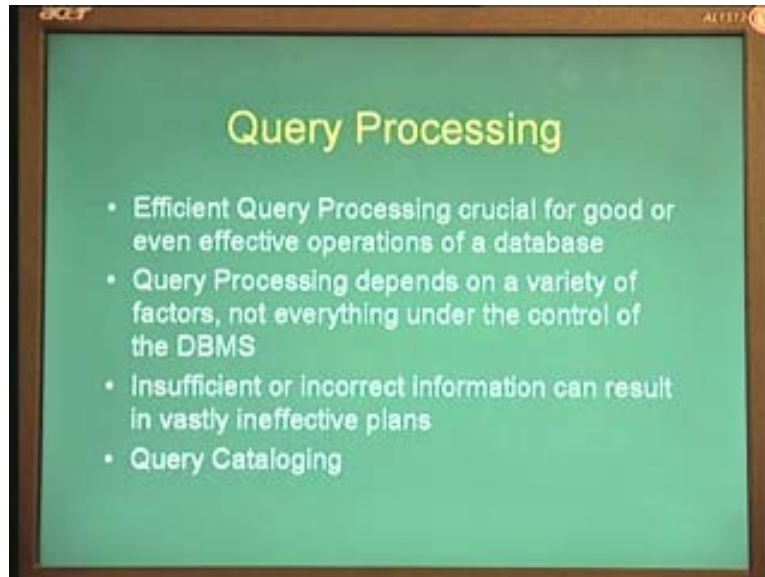 acer
AL1512
Query Processing
• Efficient Query Processing crucial for good or
even effective operations of a database
• Query Processing depends on a variety of
factors, not everything under the control of
the DBMS
• Insufficient or incorrect information can result
in vastly ineffective plans
• Query Cataloging